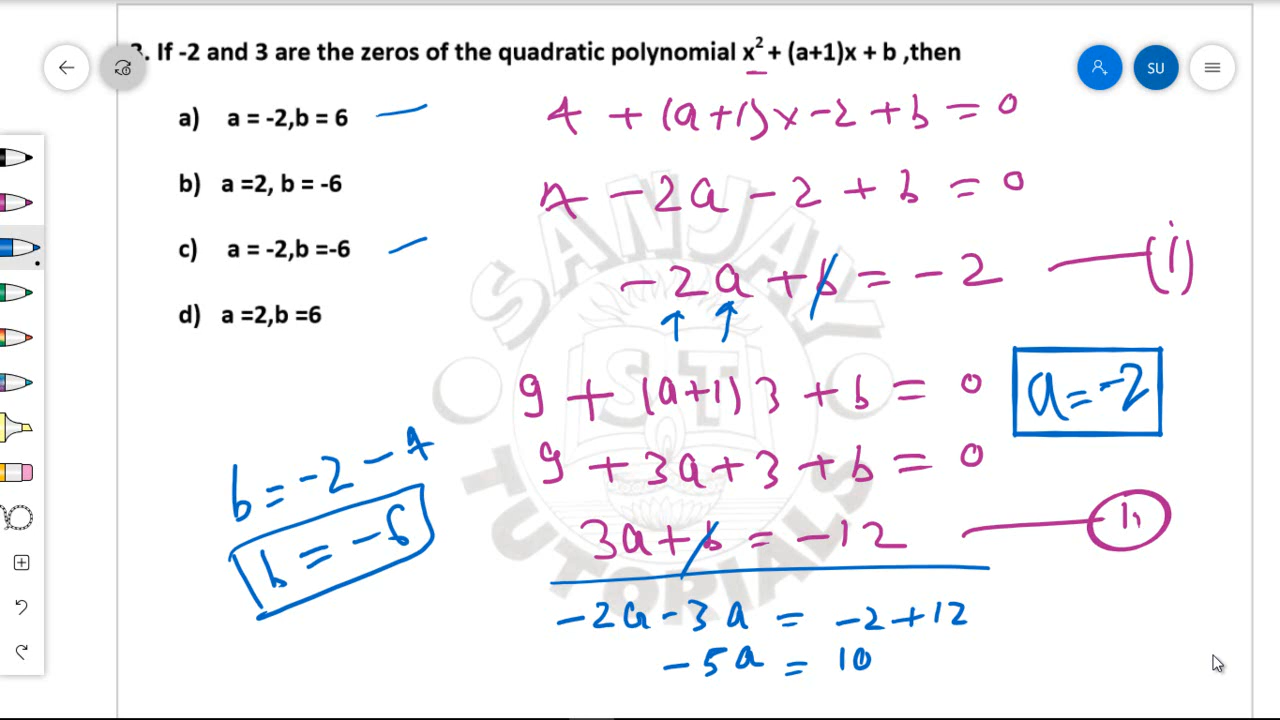 3. If -2 and 3 are the zeros of the quadratic polynomial x² + (a+1)x + b ,then
SU
a) a = -2,b = 6
b) a =2, b = -6
c) a = -2,b =-6
d) a =2,b =6
4 + (a+1)x-2+b = 0
4 - 2a - 2 + b = 0
-2a + b = -2 (i)
9 + (a+1)3 + b = 0
a = -2
9 + 3a + 3 + b = 0
3a + b = -12 ii
-2a - 3a = -2 + 12
-5a = 10
b = -2 - 4
b = -6
SANJAY
ST
TUTORIALS